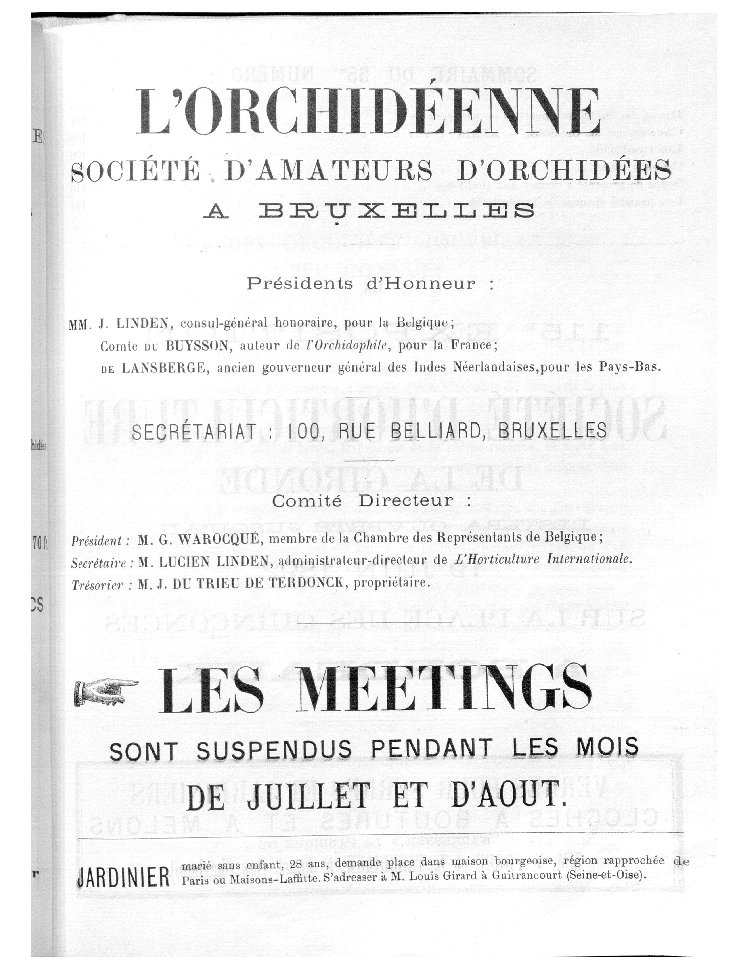 L'ORCHIDÉENNE
SOCIÉTÉ D'AMATEURS D'ORCHIDÉES
A BRUXELLES
Présidents d'Honneur :
MM. J. LINDEN, consul-général honoraire, pour la Belgique;
Comte DU BUYSSON, auteur de l'Orchidophile, pour la France;
DE LANSBERGE, ancien gouverneur général des Indes Néerlandaises, pour les Pays-Bas.
SECRÉTARIAT : 100, RUE BELLIARD, BRUXELLES
Comité Directeur :
Président : M. G. WAROCQUÉ, membre de la Chambre des Représentants de Belgique;
Secrétaire : M. LUCIEN LINDEN, administrateur-directeur de L'Horticulture Internationale.
Trésorier : M. J. DU TRIEU DE TERDONCK, propriétaire.
LES MEETINGS
SONT SUSPENDUS PENDANT LES MOIS
DE JUILLET ET D'AOUT.
JARDINIER marié sans enfant, 28 ans, demande place dans maison bourgeoise, région rapprochée de
Paris ou Maisons-Laffitte. S'adresser à M. Louis Girard à Guitrancourt (Seine-et-Oise).